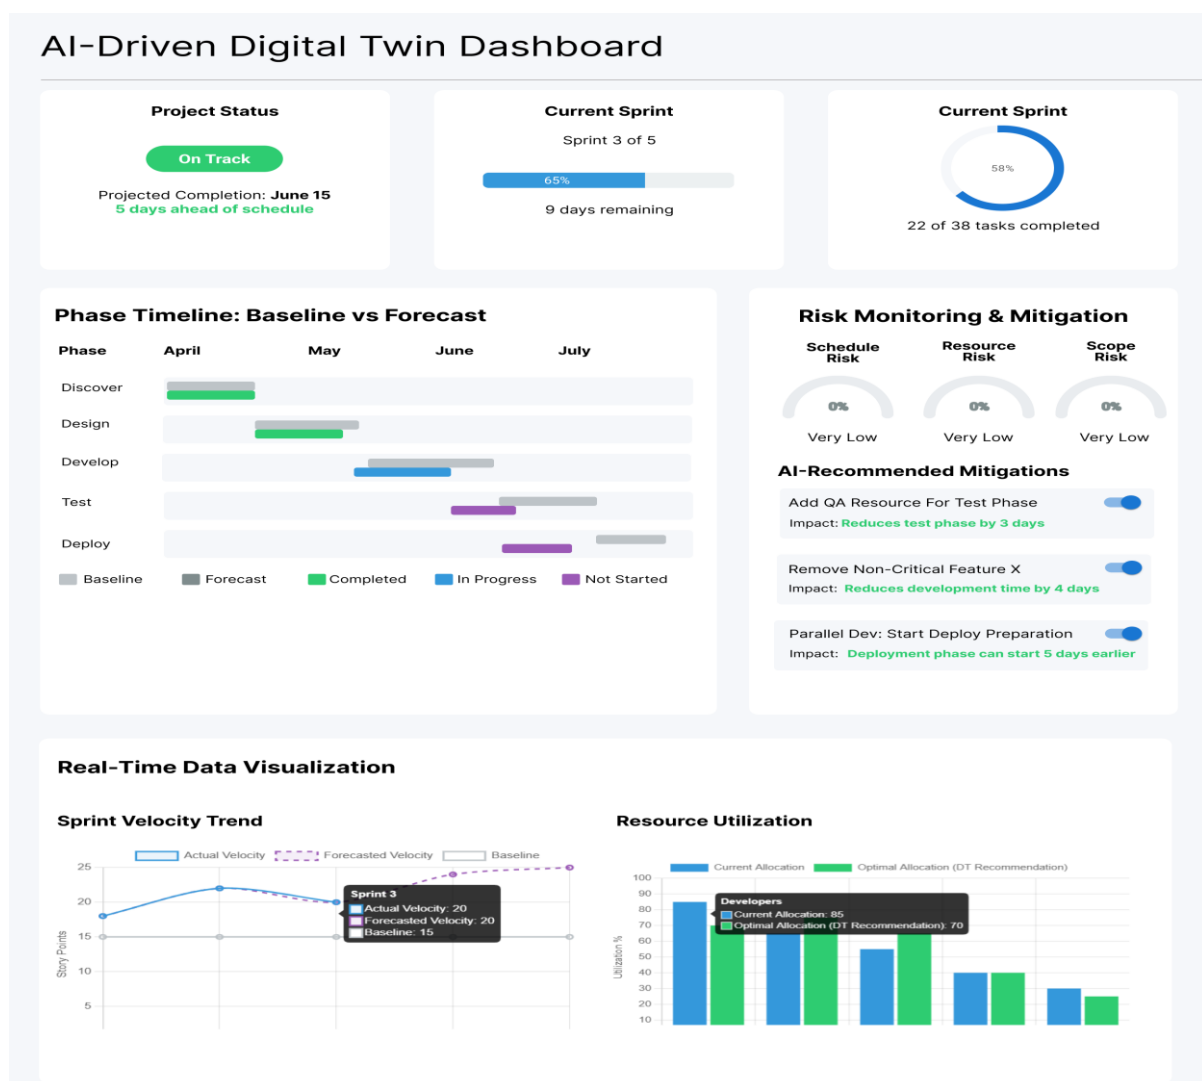 AI-Driven Digital Twin Dashboard
Project Status
On Track
Projected Completion: June 15
5 days ahead of schedule
Current Sprint
Sprint 3 of 5
65%
9 days remaining
Current Sprint
58%
22 of 38 tasks completed
Phase Timeline: Baseline vs Forecast
Phase April May June July
Discover
Design
Develop
Test
Deploy
Baseline Forecast Completed In Progress Not Started
Risk Monitoring & Mitigation
Schedule Risk
0%
Very Low
Resource Risk
0%
Very Low
Scope Risk
0%
Very Low
AI-Recommended Mitigations
Add QA Resource For Test Phase
Impact: Reduces test phase by 3 days
Remove Non-Critical Feature X
Impact: Reduces development time by 4 days
Parallel Dev: Start Deploy Preparation
Impact: Deployment phase can start 5 days earlier
Real-Time Data Visualization
Sprint Velocity Trend
Actual Velocity Forecasted Velocity Baseline
Story Points
25
20
15
10
5
Sprint 3
Actual Velocity: 20
Forecasted Velocity: 20
Baseline: 15
Resource Utilization
Current Allocation Optimal Allocation (DT Recommendation)
Utilization %
100
90
80
70
60
50
40
30
20
10
Developers
Current Allocation: 85
Optimal Allocation (DT Recommendation): 70